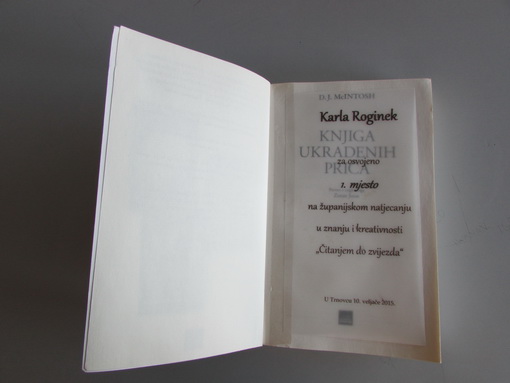 D. J. McINTOSH
Karla Roginek
KNJIGA
UKRADENIH
za osvojeno
PRIČA
1. mjesto
na županijskom natjecanju
u znanju i kreativnosti
„Čitanjem do zvijezda“
U Trnovcu 10. veljače 2015.